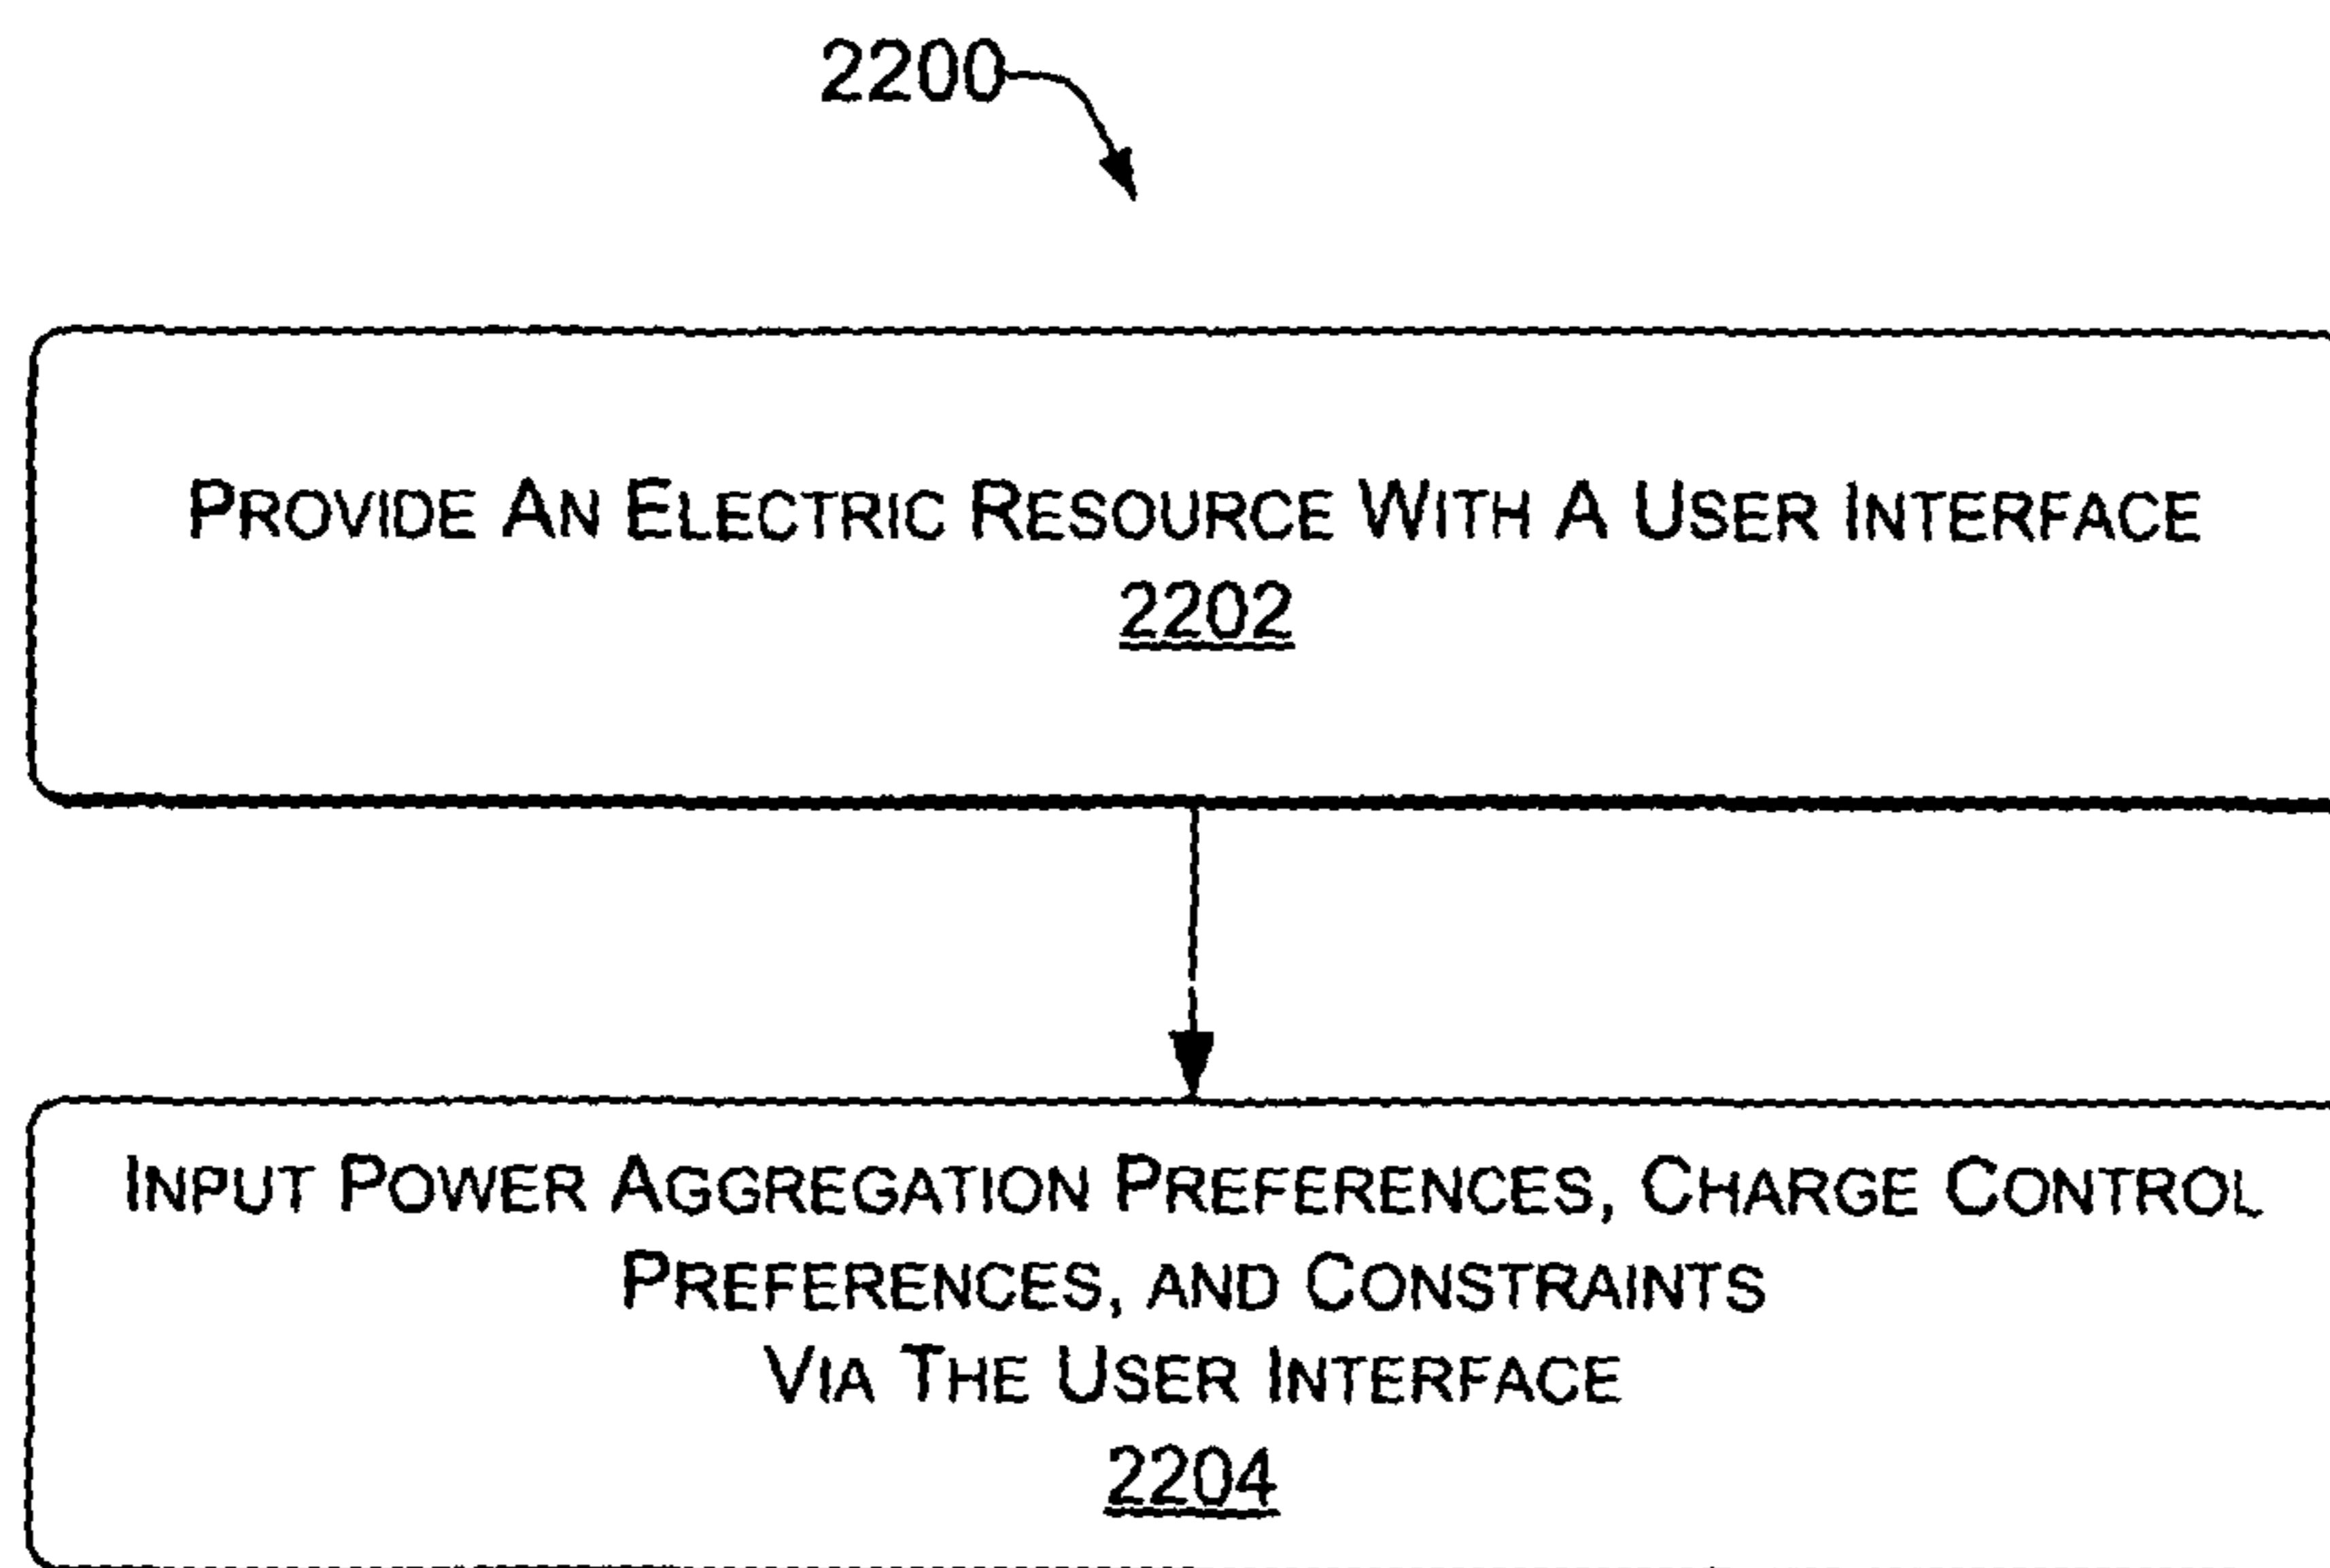 2200
PROVIDE AN ELECTRIC RESOURCE WITH A USER INTERFACE
2202
INPUT POWER AGGREGATION PREFERENCES, CHARGE CONTROL
PREFERENCES, AND CONSTRAINTS
VIA THE USER INTERFACE
2204